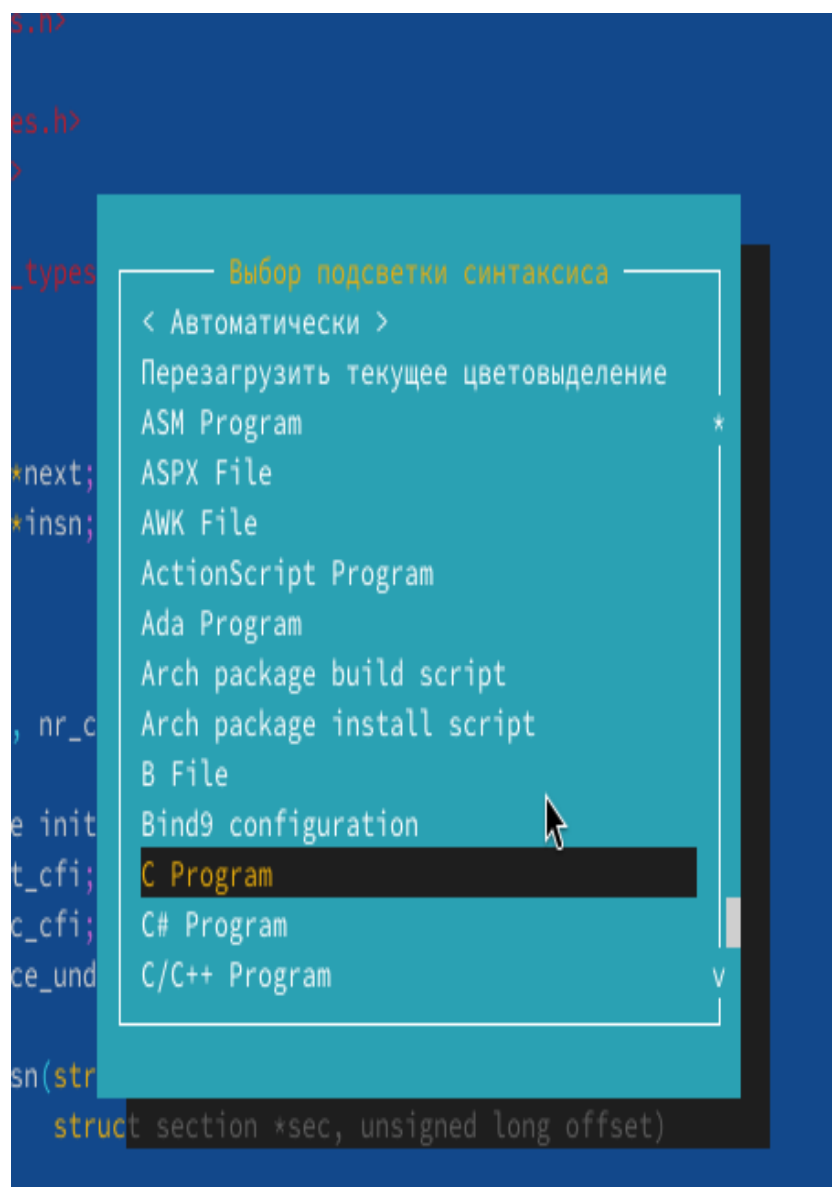 s.h>
es.h>
>
_types
Выбор подсветки синтаксиса
< Автоматически >
Перезагрузить текущее цветовыделение
ASM Program
*
*next;
ASPX File
*insn;
AWK File
ActionScript Program
Ada Program
Arch package build script
, nr_c
Arch package install script
B File
e init
Bind9 configuration
t_cfi;
C Program
c_cfi;
C# Program
ce_und
C/C++ Program
v
sn(str
struct section *sec, unsigned long offset)